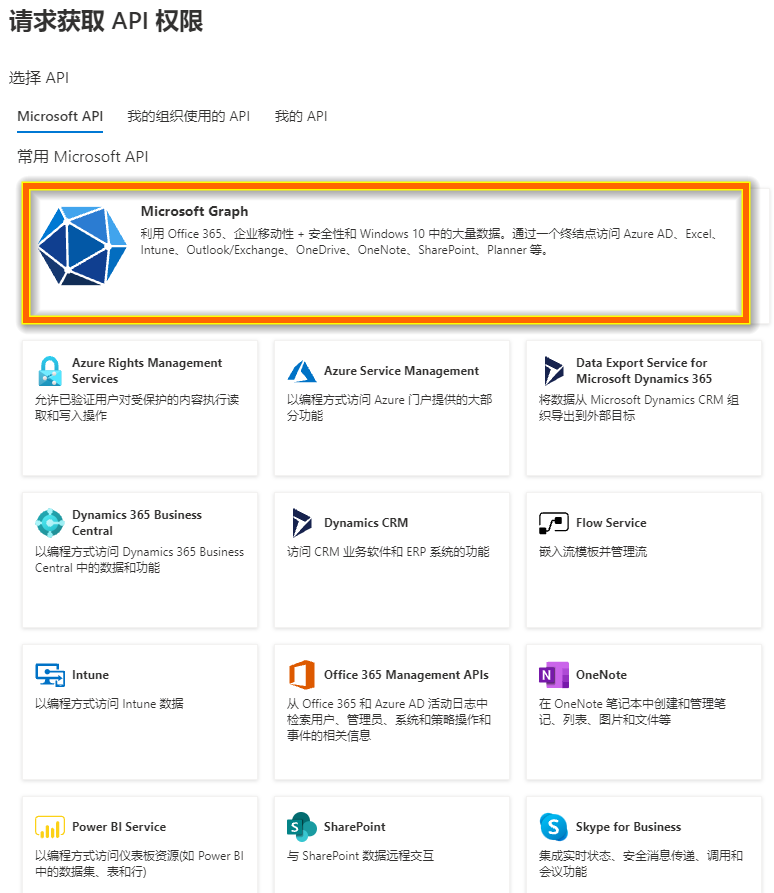 请求获取 API 权限
选择 API
Microsoft API
我的组织使用的 API
我的 API
常用 Microsoft API
Microsoft Graph
利用 Office 365、企业移动性 + 安全性和 Windows 10 中的大量数据。通过一个终结点访问 Azure AD、Excel、
Intune、Outlook/Exchange、OneDrive、OneNote、SharePoint、Planner 等。
Azure Rights Management
Services
允许已验证用户对受保护的内容执行读
取和写入操作
Azure Service Management
以编程方式访问 Azure 门户提供的大部
分功能
Data Export Service for
Microsoft Dynamics 365
将数据从 Microsoft Dynamics CRM 组
织导出到外部目标
Dynamics 365 Business
Central
以编程方式访问 Dynamics 365 Business
Central 中的数据和功能
Dynamics CRM
访问 CRM 业务软件和 ERP 系统的功能
Flow Service
嵌入流模板并管理流
Intune
以编程方式访问 Intune 数据
Office 365 Management APIs
从 Office 365 和 Azure AD 活动日志中
检索用户、管理员、系统和策略操作和
事件的相关信息
OneNote
在 OneNote 笔记本中创建和管理笔
记、列表、图片和文件等
Power BI Service
以编程方式访问仪表板资源(如 Power BI
中的数据集、表和行)
SharePoint
与 SharePoint 数据远程交互
Skype for Business
集成实时状态、安全消息传递、调用和
会议功能